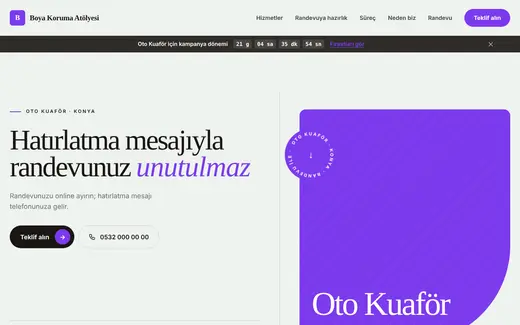 B Boya Koruma Atölyesi
Hizmetler Randevuya hazırlık Süreç Neden biz Randevu Teklif alın
Oto Kuaför için kampanya dönemi 21 g 04 sa 35 dk 54 sn Fırsatları gör
OTO KUAFÖR · KONYA
Hatırlatma mesajıyla
randevunuz unutulmaz
Randevunuzu online ayırın; hatırlatma mesajı
telefonunuza gelir.
Teklif alın
0532 000 00 00
OTO KUAFÖR · KONYA · RANDEVU İLE ·
Oto Kuaför